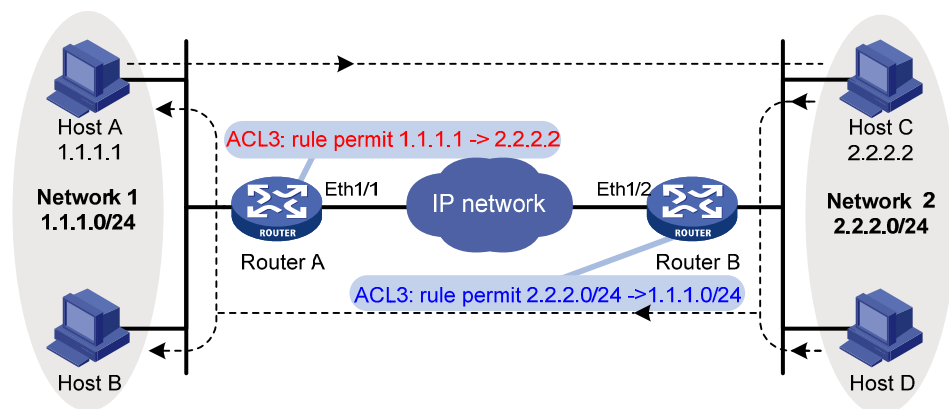 Host A
1.1.1.1
Network 1
1.1.1.0/24
Host B
ACL3: rule permit 1.1.1.1 -> 2.2.2.2
Eth1/1
ROUTER
Router A
IP network
Eth1/2
ROUTER
Router B
ACL3: rule permit 2.2.2.0/24 ->1.1.1.0/24
Host C
2.2.2.2
Network 2
2.2.2.0/24
Host D